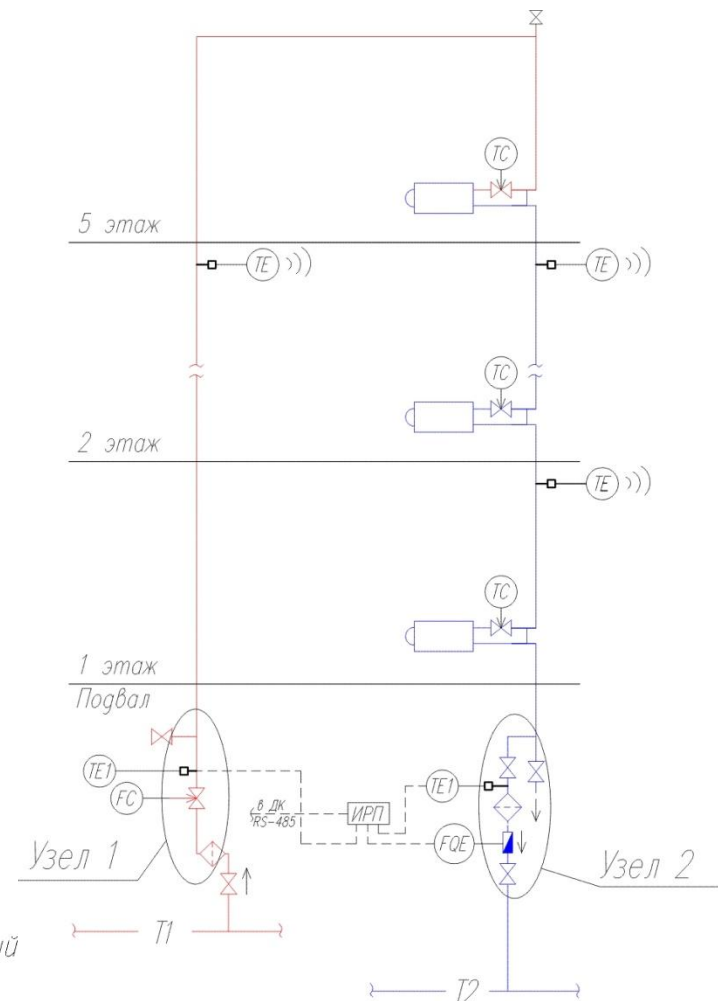 TC
5 этаж
TE
TE
TC
2 этаж
TE
TC
1 этаж
Подвал
TE1
FC
в ДК
RS-485
ИРП
TE1
FQE
Узел 1
Узел 2
T1
ый
T2